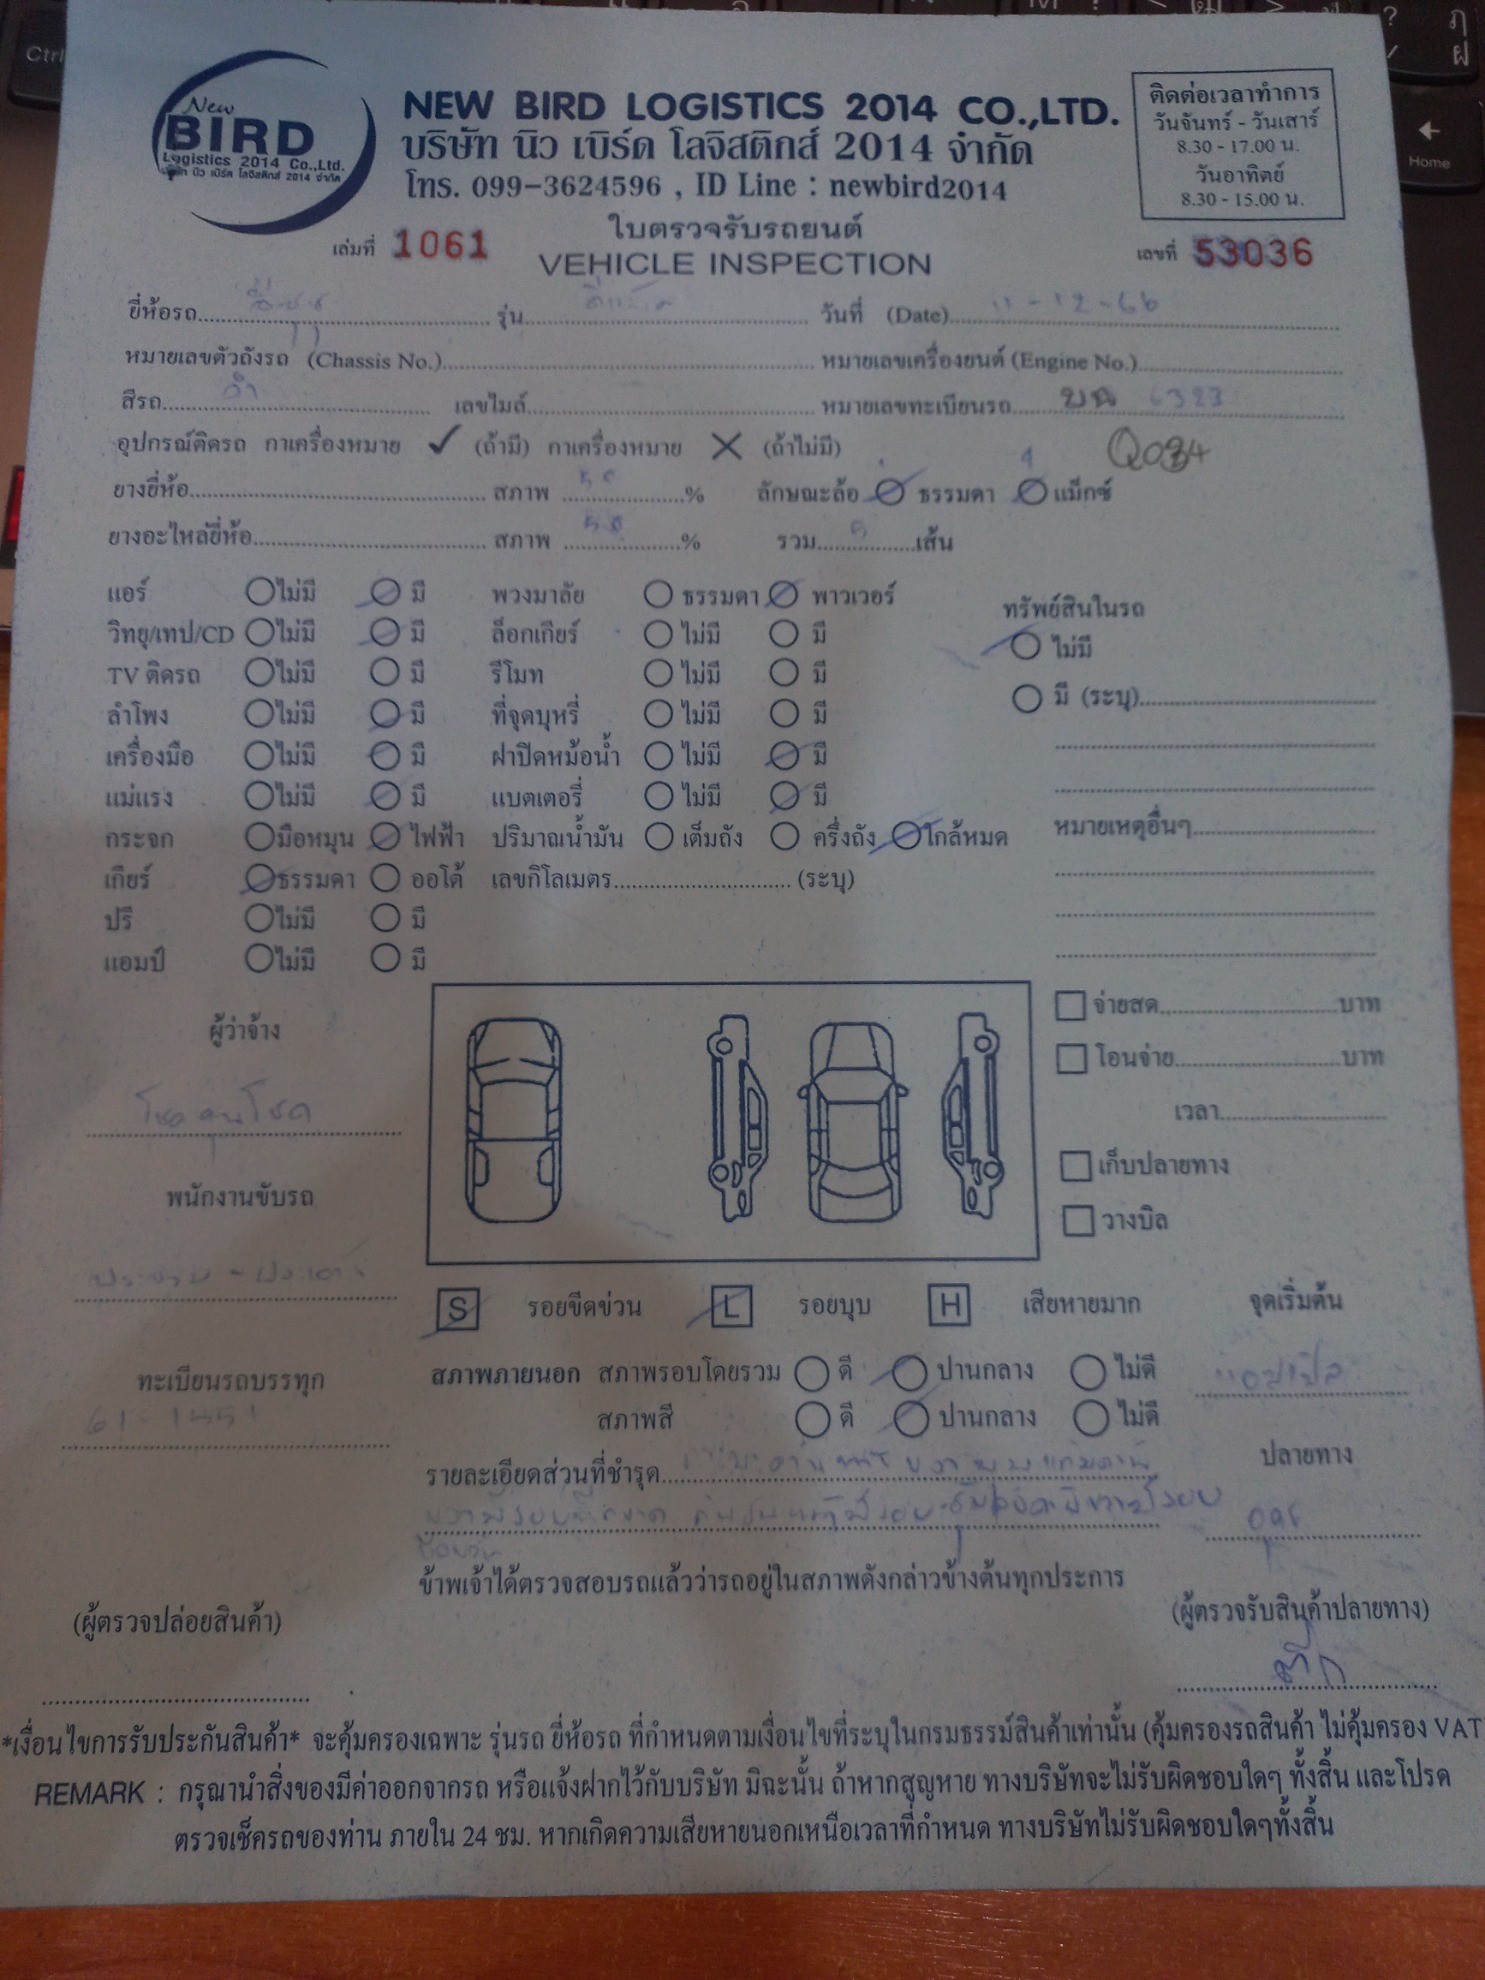 New
BIRD
Logistics 2014 Co.,Ltd.
บริษัท นิว เบิร์ด โลจิสติกส์ 2014 จำกัด
NEW BIRD LOGISTICS 2014 CO.,LTD.
บริษัท นิว เบิร์ด โลจิสติกส์ 2014 จำกัด
โทร. 099-3624596 , ID Line : newbird2014
ติดต่อเวลาทำการ
วันจันทร์ - วันเสาร์
8.30 - 17.00 น.
วันอาทิตย์
8.30 - 15.00 น.
ใบตรวจรับรถยนต์
เล่มที่ 1061 VEHICLE INSPECTION เลขที่ 53036
ยี่ห้อรถ อีซูซุ รุ่น ดีแม็ค วันที่ (Date) 11-12-66
หมายเลขตัวถังรถ (Chassis No.) หมายเลขเครื่องยนต์ (Engine No.)
สีรถ ดำ เลขไมล์ หมายเลขทะเบียนรถ บฉ 6323
อุปกรณ์ติดรถ กาเครื่องหมาย ✓ (ถ้ามี) กาเครื่องหมาย ✕ (ถ้าไม่มี)
ยางยี่ห้อ สภาพ 50 % ลักษณะล้อ ธรรมดา แม็กซ์
ยางอะไหล่ยี่ห้อ สภาพ 50 % รวม 5 เส้น
แอร์ ไม่มี มี พวงมาลัย ธรรมดา พาวเวอร์
วิทยุ/เทป/CD ไม่มี มี ล็อกเกียร์ ไม่มี มี
TV ติดรถ ไม่มี มี รีโมท ไม่มี มี
ลำโพง ไม่มี มี ที่จุดบุหรี่ ไม่มี มี
เครื่องมือ ไม่มี มี ฝาปิดหม้อน้ำ ไม่มี มี
แม่แรง ไม่มี มี แบตเตอรี่ ไม่มี มี
กระจก มือหมุน ไฟฟ้า ปริมาณน้ำมัน เต็มถัง ครึ่งถัง ใกล้หมด
เกียร์ ธรรมดา ออโต้ เลขกิโลเมตร (ระบุ)
ปรี ไม่มี มี
แอมป์ ไม่มี มี
ทรัพย์สินในรถ
ไม่มี
มี (ระบุ)
หมายเหตุอื่นๆ
ผู้ว่าจ้าง
พนักงานขับรถ
ทะเบียนรถบรรทุก
61-1551
จ่ายสด บาท
โอนจ่าย บาท
เวลา
เก็บปลายทาง
วางบิล
S รอยขีดข่วน L รอยบุบ H เสียหายมาก
จุดเริ่มต้น
สภาพภายนอก สภาพรอบโดยรวม ดี ปานกลาง ไม่ดี
สภาพสี ดี ปานกลาง ไม่ดี
รายละเอียดส่วนที่ชำรุด
ปลายทาง
ข้าพเจ้าได้ตรวจสอบรถแล้วว่ารถอยู่ในสภาพดังกล่าวข้างต้นทุกประการ
(ผู้ตรวจปล่อยสินค้า) (ผู้ตรวจรับสินค้าปลายทาง)
*เงื่อนไขการรับประกันสินค้า* จะคุ้มครองเฉพาะ รุ่นรถ ยี่ห้อรถ ที่กำหนดตามเงื่อนไขที่ระบุในกรมธรรม์สินค้าเท่านั้น (คุ้มครองรถสินค้า ไม่คุ้มครอง VAT
REMARK : กรุณานำสิ่งของมีค่าออกจากรถ หรือแจ้งฝากไว้กับบริษัท มิฉะนั้น ถ้าหากสูญหาย ทางบริษัทจะไม่รับผิดชอบใดๆ ทั้งสิ้น และโปรด
ตรวจเช็ครถของท่าน ภายใน 24 ชม. หากเกิดความเสียหายนอกเหนือเวลาที่กำหนด ทางบริษัทไม่รับผิดชอบใดๆทั้งสิ้น